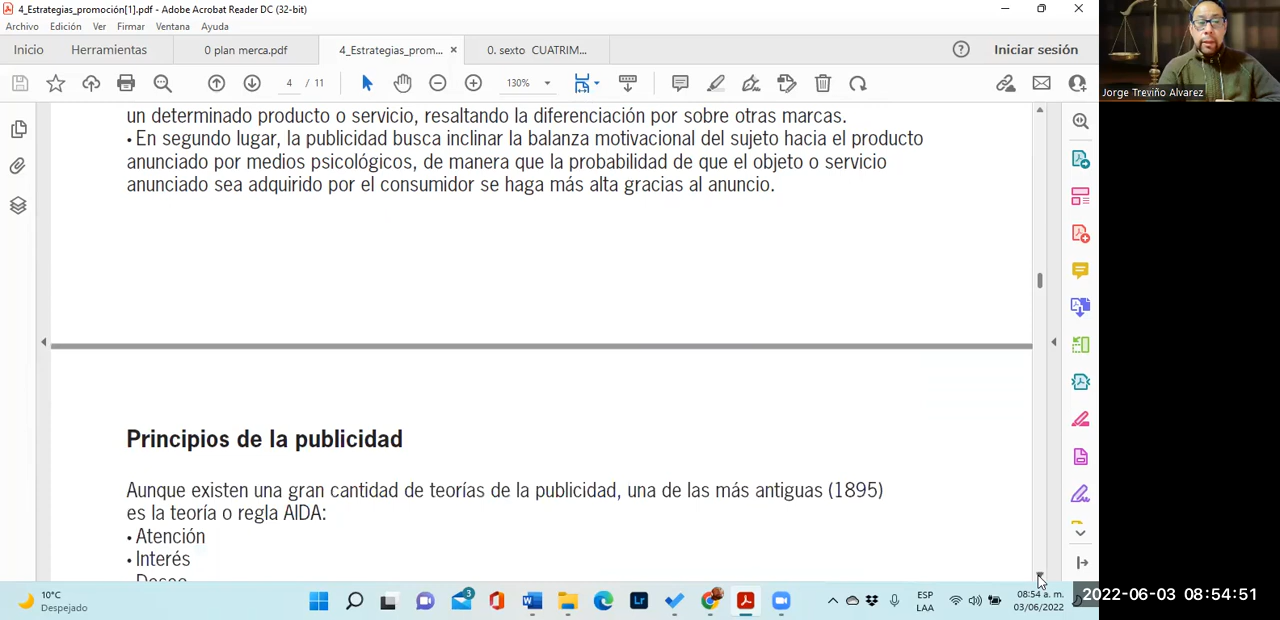 4_Estrategias_promoción[1].pdf - Adobe Acrobat Reader DC (32-bit)
Archivo Edición Ver Firmar Ventana Ayuda
Inicio Herramientas 0 plan merca.pdf 4_Estrategias_prom... × 0. sexto CUATRIM... Iniciar sesión
4 / 11 130%
Jorge Treviño Alvarez
un determinado producto o servicio, resaltando la diferenciación por sobre otras marcas.
• En segundo lugar, la publicidad busca inclinar la balanza motivacional del sujeto hacia el producto
anunciado por medios psicológicos, de manera que la probabilidad de que el objeto o servicio
anunciado sea adquirido por el consumidor se haga más alta gracias al anuncio.
Principios de la publicidad
Aunque existen una gran cantidad de teorías de la publicidad, una de las más antiguas (1895)
es la teoría o regla AIDA:
• Atención
• Interés
• Deseo
10°C
Despejado
3
Lr
ESP
LAA
08:54 a. m.
03/06/2022
2022-06-03 08:54:51